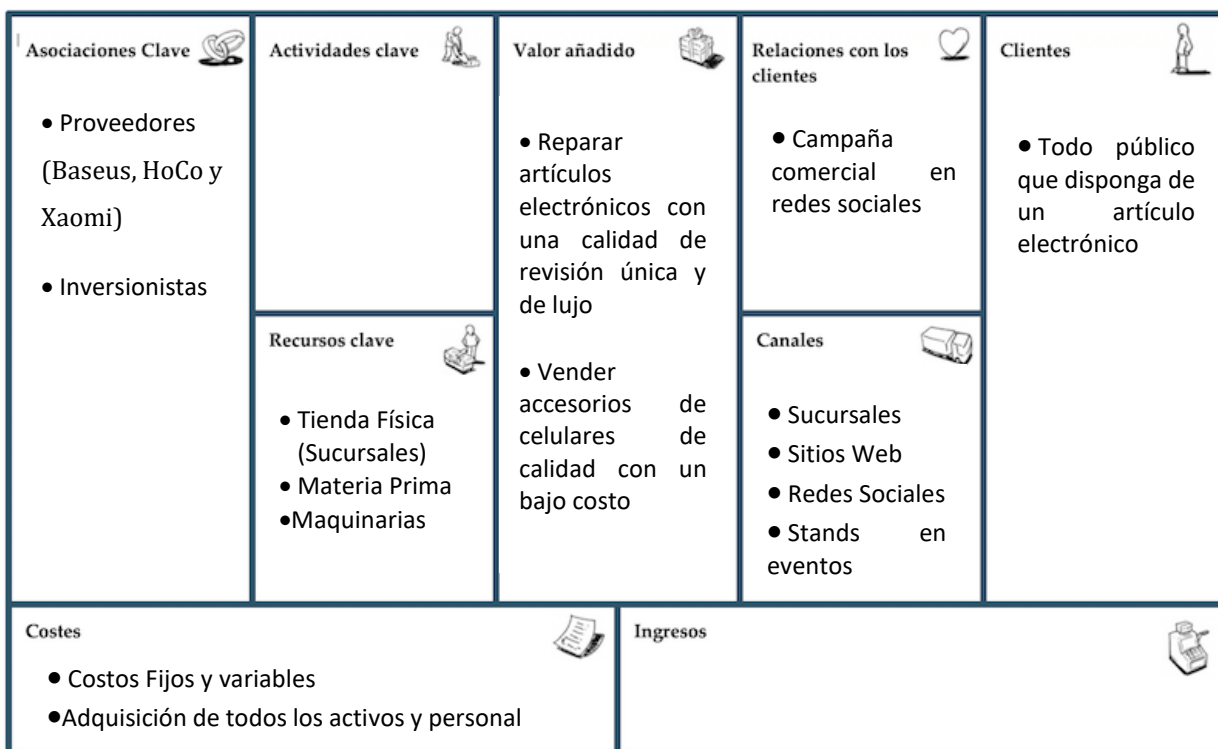 Asociaciones Clave
• Proveedores
(Baseus, HoCo y
Xaomi)
• Inversionistas
Actividades clave
Recursos clave
• Tienda Física
(Sucursales)
• Materia Prima
•Maquinarias
Valor añadido
• Reparar
artículos
electrónicos con
una calidad de
revisión única y
de lujo
• Vender
accesorios de
celulares de
calidad con un
bajo costo
Relaciones con los
clientes
• Campaña
comercial en
redes sociales
Canales
• Sucursales
• Sitios Web
• Redes Sociales
• Stands en
eventos
Clientes
• Todo público
que disponga de
un artículo
electrónico
Costes
• Costos Fijos y variables
•Adquisición de todos los activos y personal
Ingresos